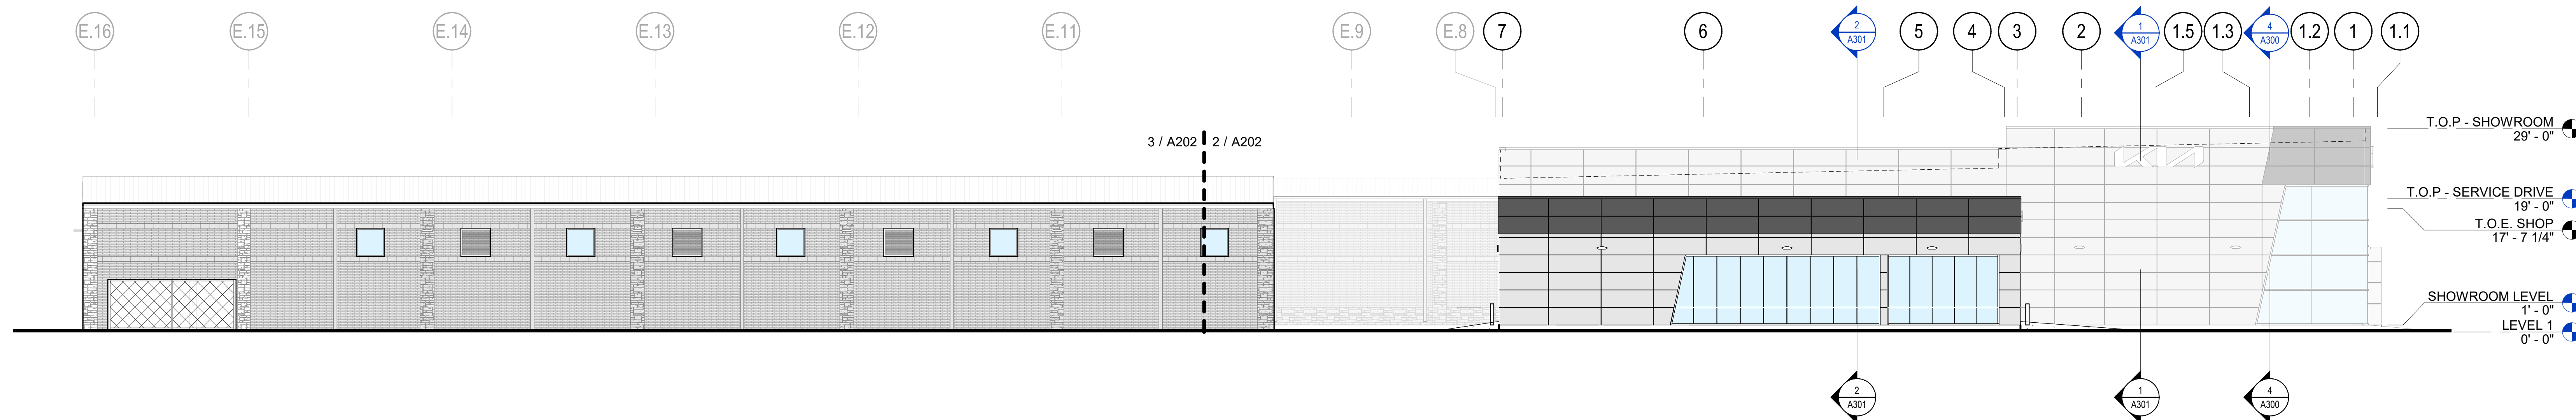 E.16
E.15
E.14
E.13
E.12
E.11
E.9
E.8
7
6
2
A301
5
4
3
2
1
A301
1.5
1.3
4
A300
1.2
1
1.1
3 / A202
2 / A202
T.O.P - SHOWROOM
29' - 0"
T.O.P - SERVICE DRIVE
19' - 0"
T.O.E. SHOP
17' - 7 1/4"
SHOWROOM LEVEL
1' - 0"
LEVEL 1
0' - 0"
2
A301
1
A301
4
A300